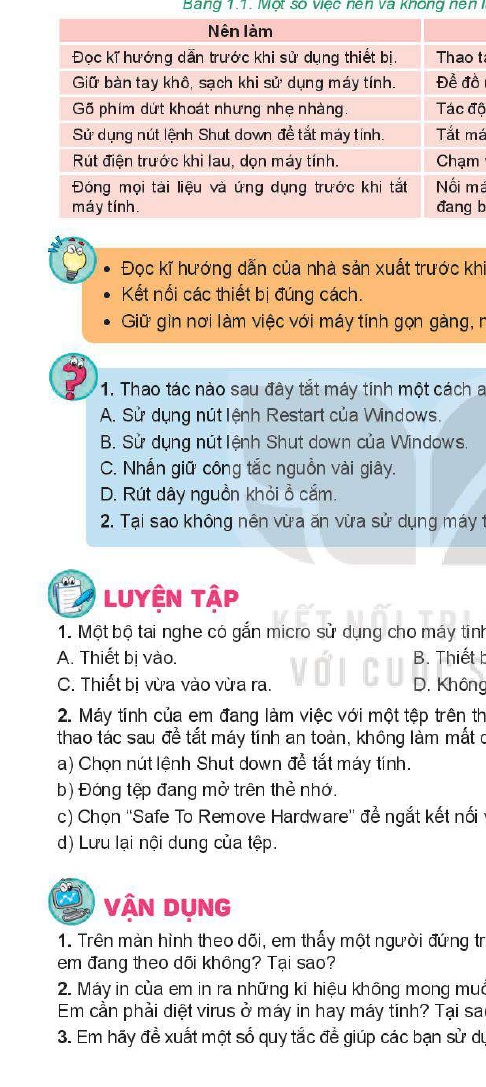 Bảng 1.1. Một số việc nên và không nên
Nên làm
Đọc kĩ hướng dẫn trước khi sử dụng thiết bị.
Thao
Giữ bàn tay khô, sạch khi sử dụng máy tính.
Để đồ
Gõ phím dứt khoát nhưng nhẹ nhàng.
Tác
Sử dụng nút lệnh Shut down để tắt máy tính.
Tắt
Rút điện trước khi lau, dọn máy tính.
Chạm
Đóng mọi tài liệu và ứng dụng trước khi tắt
máy tính.
Nối
đang
• Đọc kĩ hướng dẫn của nhà sản xuất trước khi
• Kết nối các thiết bị đúng cách.
• Giữ gìn nơi làm việc với máy tính gọn gàng,
1. Thao tác nào sau đây tắt máy tính một cách
A. Sử dụng nút lệnh Restart của Windows.
B. Sử dụng nút lệnh Shut down của Windows.
C. Nhấn giữ công tắc nguồn vài giây.
D. Rút dây nguồn khỏi ổ cắm.
2. Tại sao không nên vừa ăn vừa sử dụng máy
LUYỆN TẬP
KẾT NỐI TRI
VỚI CUỘC S
1. Một bộ tai nghe có gắn micro sử dụng cho máy tính
A. Thiết bị vào.
B. Thiết
C. Thiết bị vừa vào vừa ra.
D. Không
2. Máy tính của em đang làm việc với một tệp trên
thao tác sau để tắt máy tính an toàn, không làm mất
a) Chọn nút lệnh Shut down để tắt máy tính.
b) Đóng tệp đang mở trên thẻ nhớ.
c) Chọn "Safe To Remove Hardware" để ngắt kết nối
d) Lưu lại nội dung của tệp.
VẬN DỤNG
1. Trên màn hình theo dõi, em thấy một người đứng
em đang theo dõi không? Tại sao?
2. Máy in của em in ra những kí hiệu không mong
Em cần phải diệt virus ở máy in hay máy tính? Tại
3. Em hãy đề xuất một số quy tắc để giúp các bạn sử